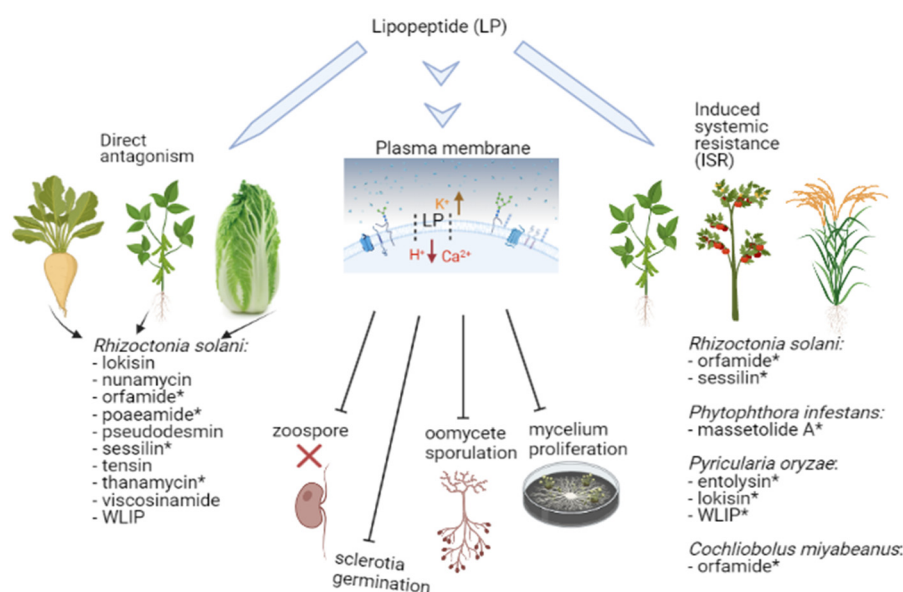 Lipopeptide (LP)
Direct
antagonism
Plasma membrane
Induced
systemic
resistance
(ISR)
K⁺
LP
H⁺ Ca²⁺
Rhizoctonia solani:
- lokisin
- nunamycin
- orfamide*
- poaeamide*
- pseudodesmin
- sessilin*
- tensin
- thanamycin*
- viscosinamide
- WLIP
zoospore
sclerotia
germination
oomycete
sporulation
mycelium
proliferation
Rhizoctonia solani:
- orfamide*
- sessilin*
Phytophthora infestans:
- massetolide A*
Pyricularia oryzae:
- entolysin*
- lokisin*
- WLIP*
Cochliobolus miyabeanus:
- orfamide*